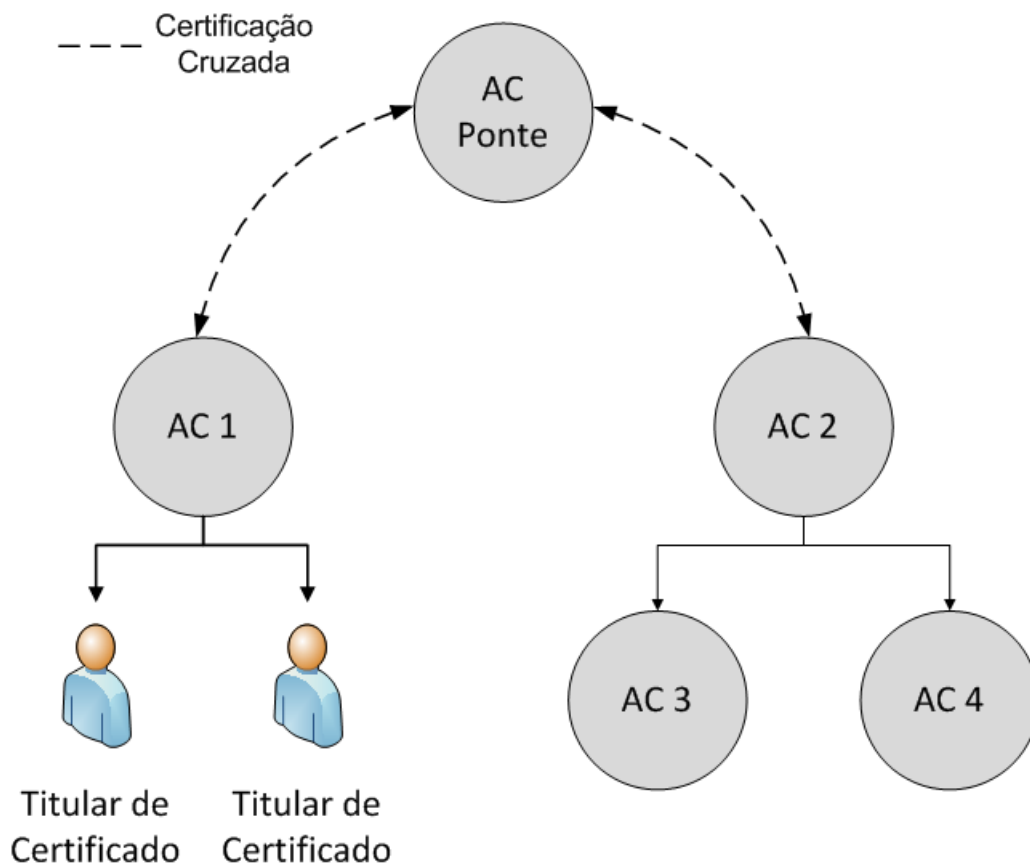 Certificação
Cruzada
AC
Ponte
AC 1
AC 2
AC 3
AC 4
Titular de
Certificado
Titular de
Certificado